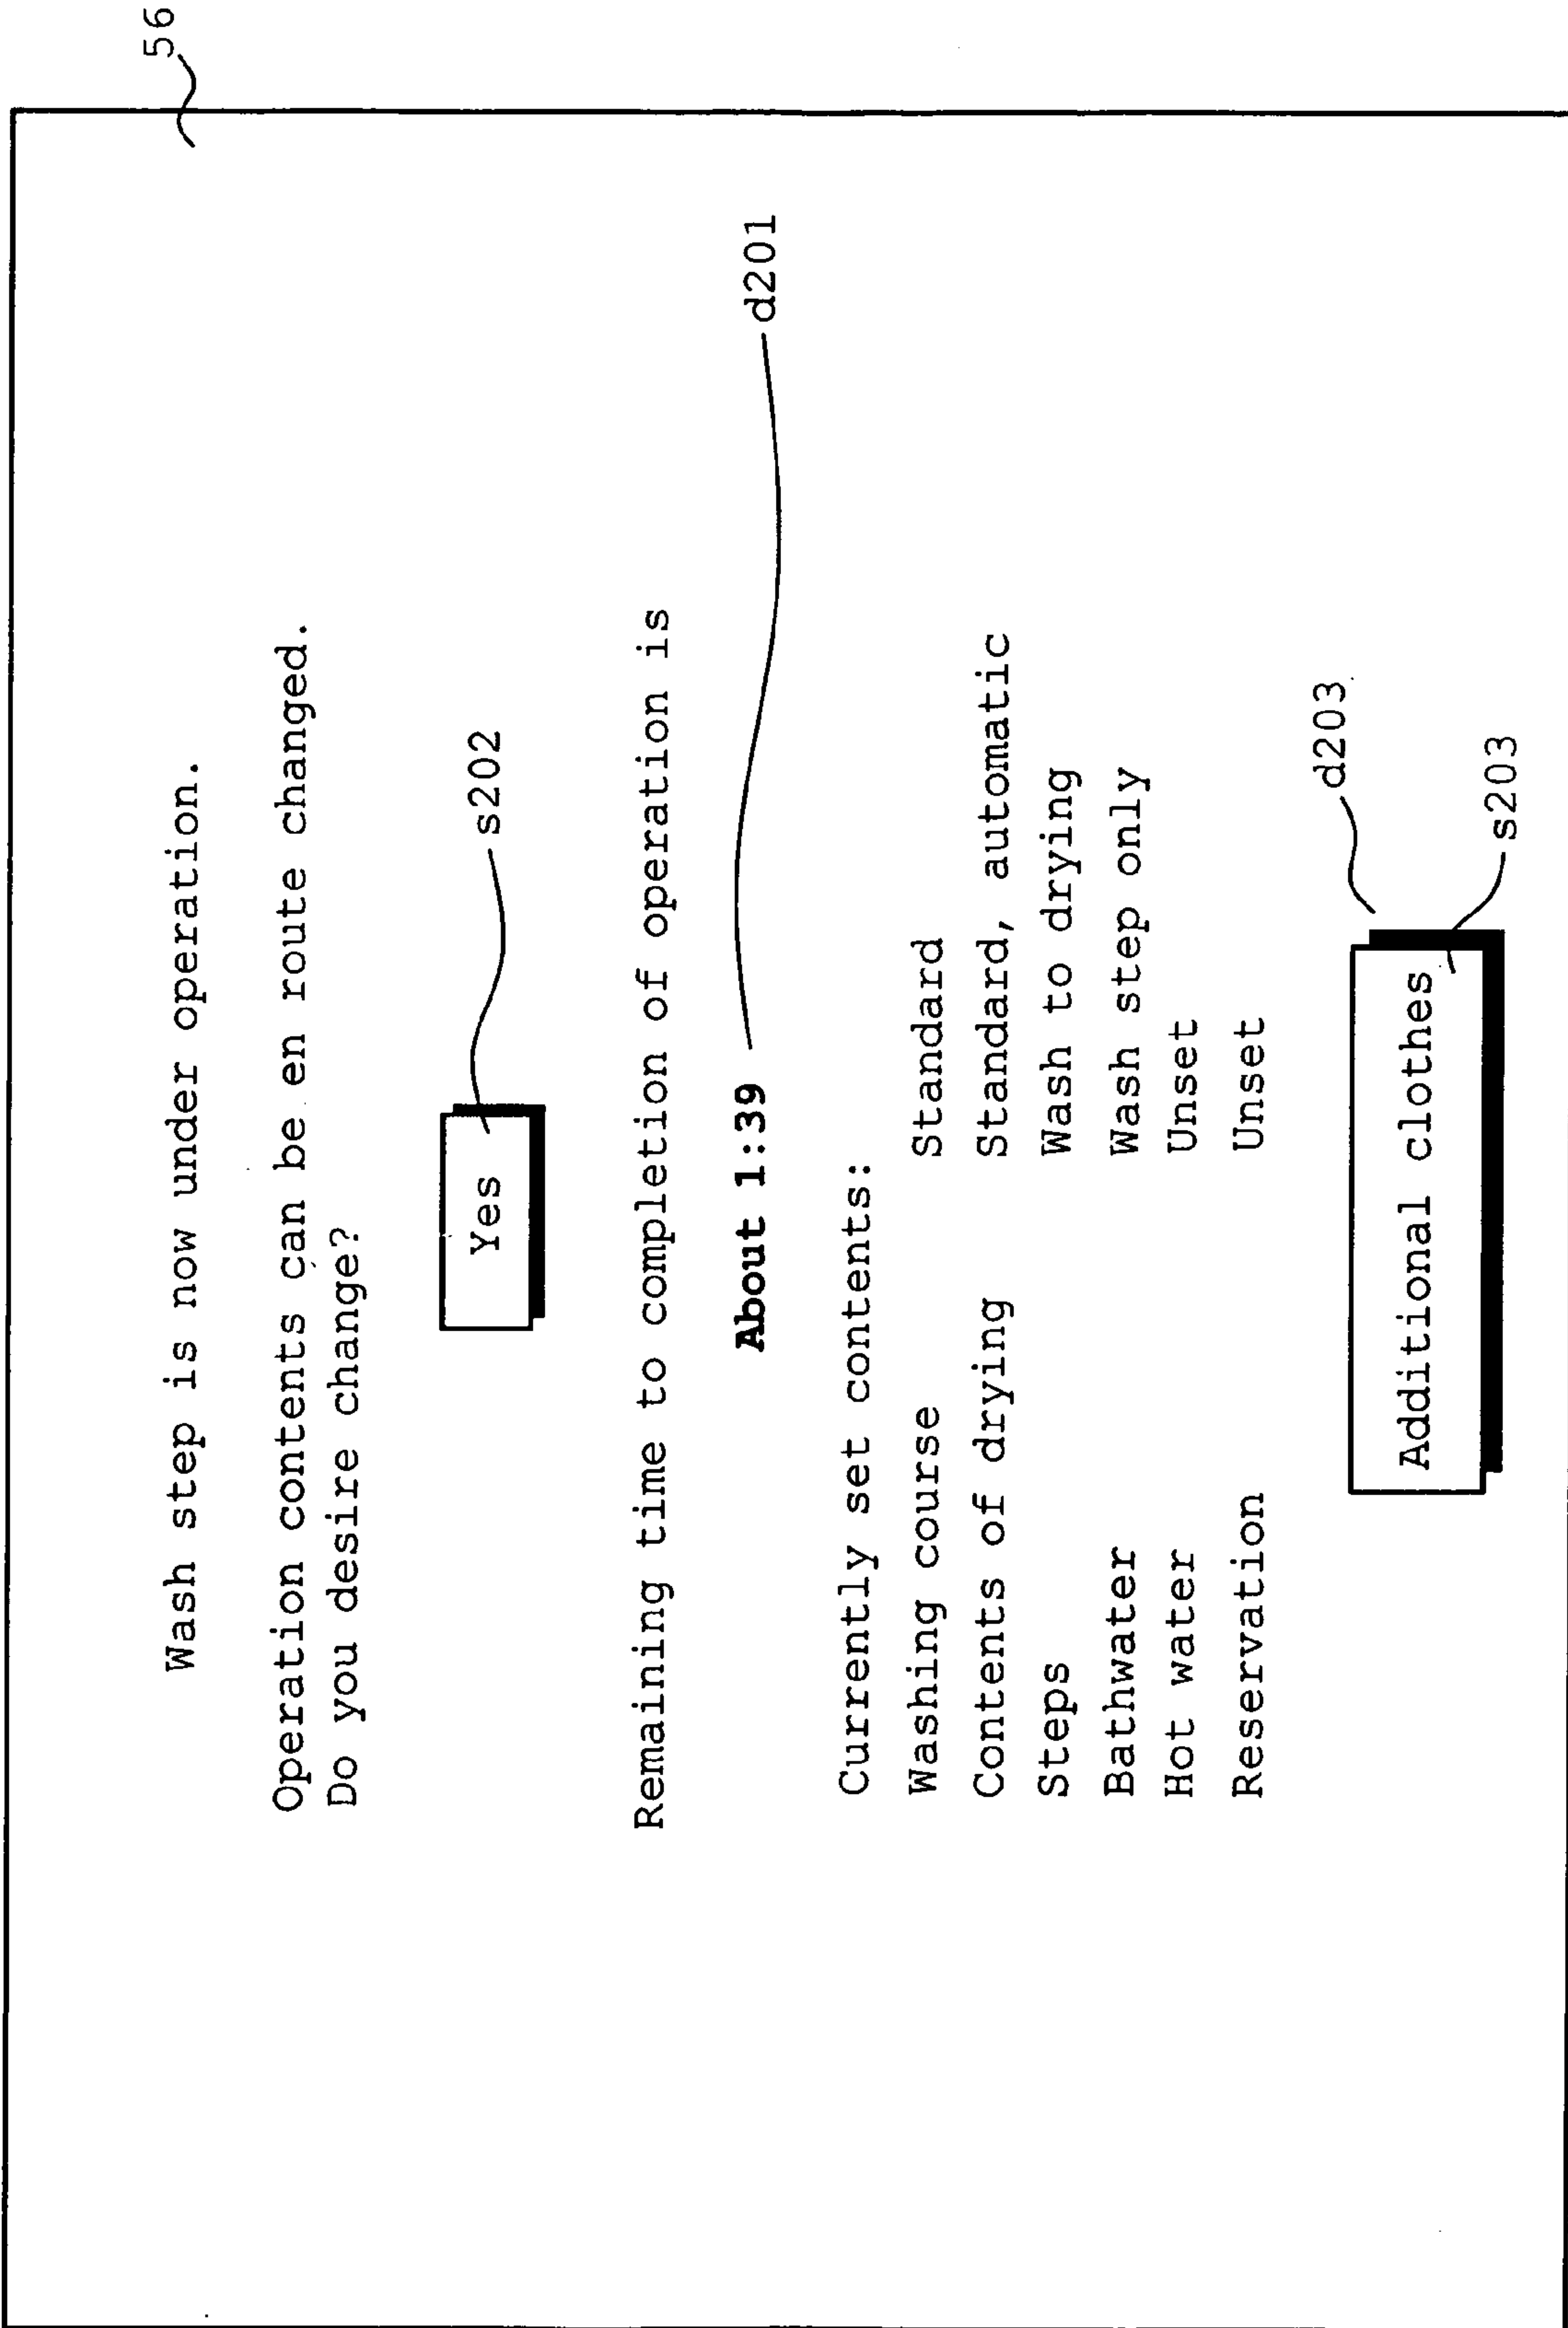 56
Wash step is now under operation.
Operation contents can be en route changed.
Do you desire change?
Yes
s202
Remaining time to completion of operation is
About 1:39
d201
Currently set contents:
Washing course Standard
Contents of drying Standard, automatic
Steps Wash to drying
Bathwater Wash step only
Hot water Unset
Reservation Unset
d203
Additional clothes
s203